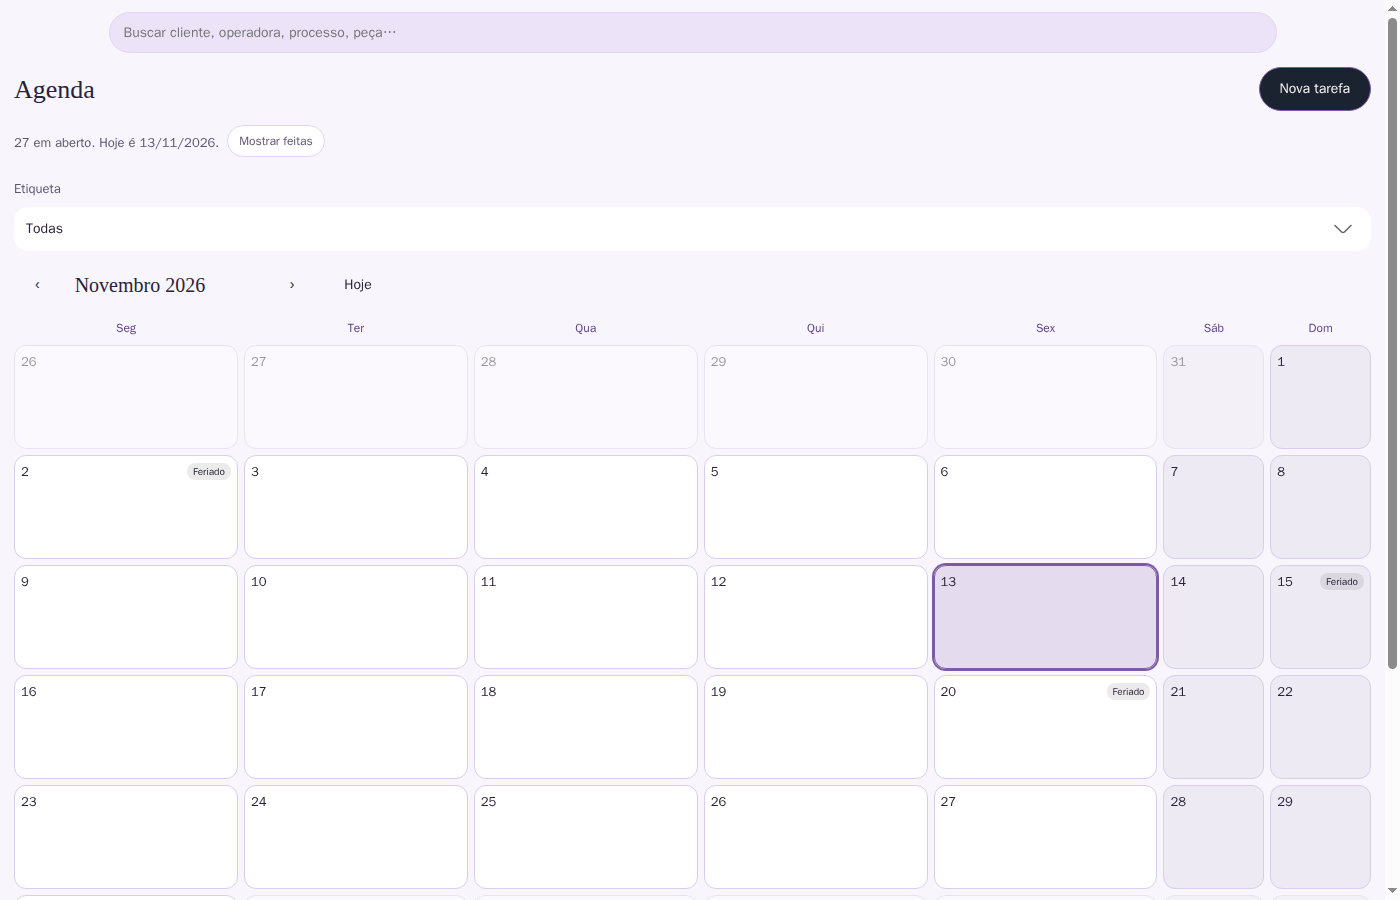 Buscar cliente, operadora, processo, peça···
Agenda
Nova tarefa
27 em aberto. Hoje é 13/11/2026.
Mostrar feitas
Etiqueta
Todas
‹ Novembro 2026 › Hoje
Seg Ter Qua Qui Sex Sáb Dom
26 27 28 29 30 31 1
2 Feriado 3 4 5 6 7 8
9 10 11 12 13 14 15 Feriado
16 17 18 19 20 Feriado 21 22
23 24 25 26 27 28 29